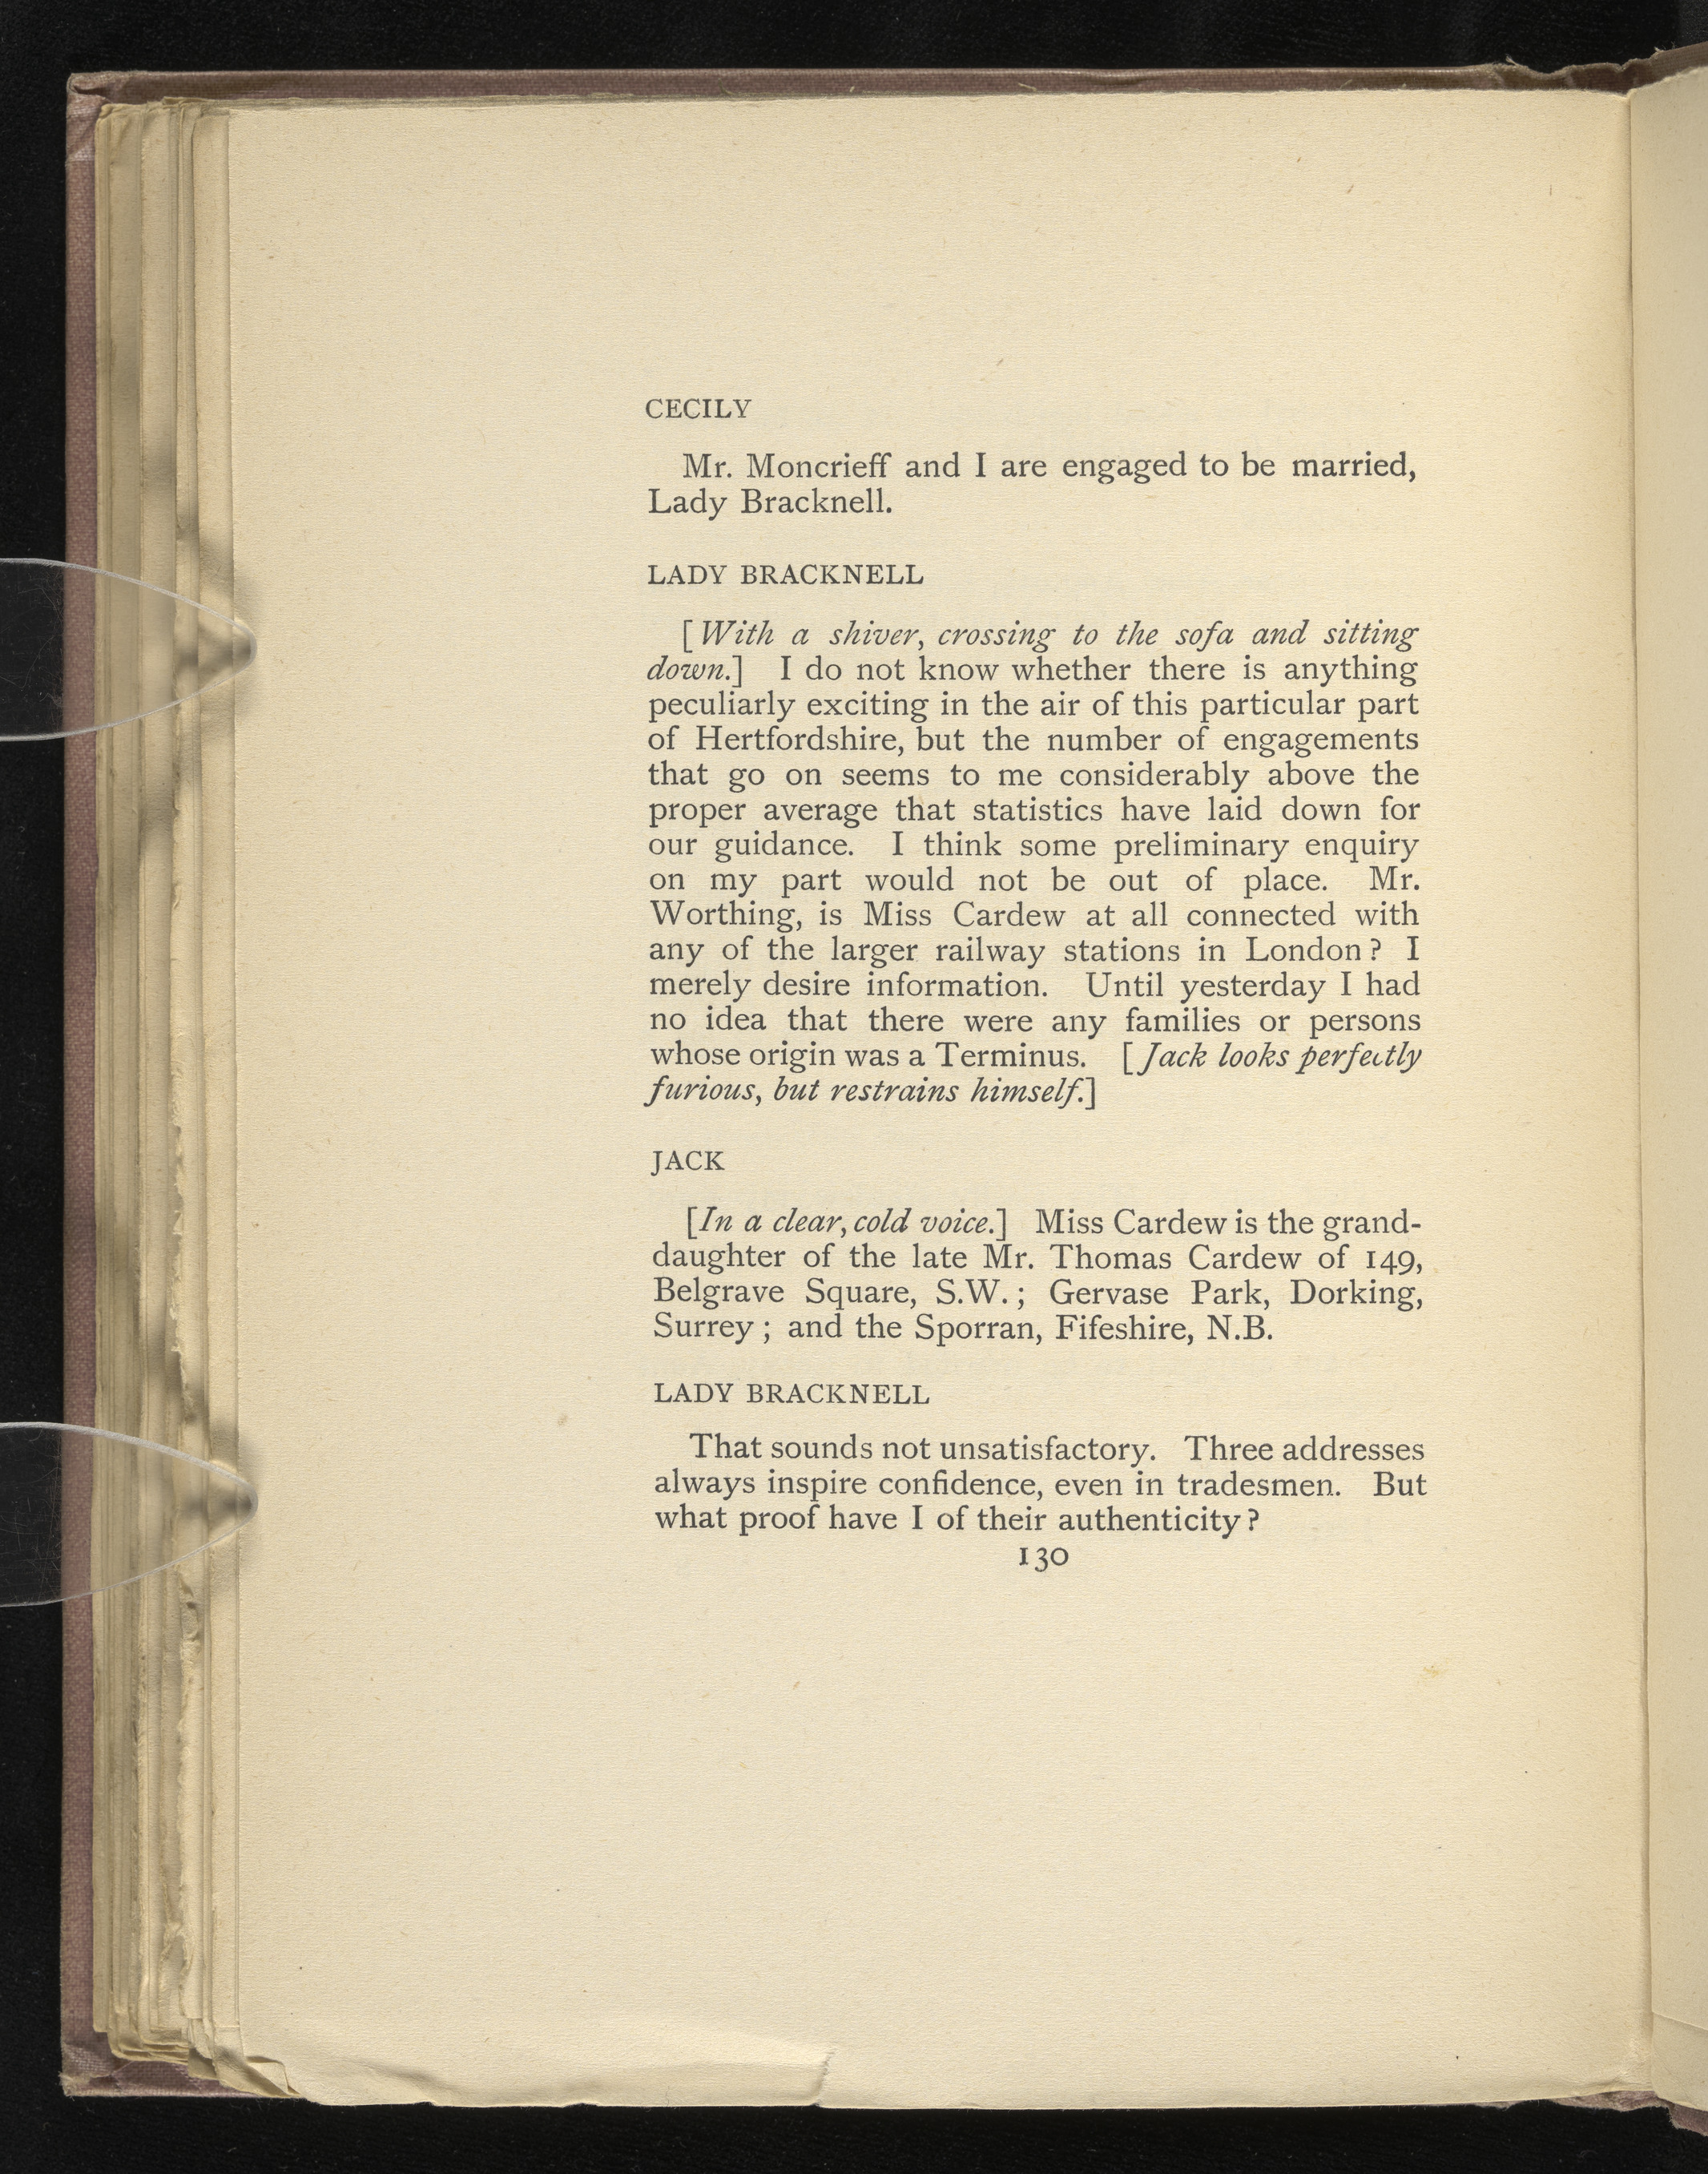 CECILY
Mr. Moncrieff and I are engaged to be married,
Lady Bracknell.
LADY BRACKNELL
[With a shiver, crossing to the sofa and sitting
down.] I do not know whether there is anything
peculiarly exciting in the air of this particular part
of Hertfordshire, but the number of engagements
that go on seems to me considerably above the
proper average that statistics have laid down for
our guidance. I think some preliminary enquiry
on my part would not be out of place. Mr.
Worthing, is Miss Cardew at all connected with
any of the larger railway stations in London? I
merely desire information. Until yesterday I had
no idea that there were any families or persons
whose origin was a Terminus. [Jack looks perfectly
furious, but restrains himself.]
JACK
[In a clear, cold voice.] Miss Cardew is the grand-
daughter of the late Mr. Thomas Cardew of 149,
Belgrave Square, S.W.; Gervase Park, Dorking,
Surrey; and the Sporran, Fifeshire, N.B.
LADY BRACKNELL
That sounds not unsatisfactory. Three addresses
always inspire confidence, even in tradesmen. But
what proof have I of their authenticity?
130